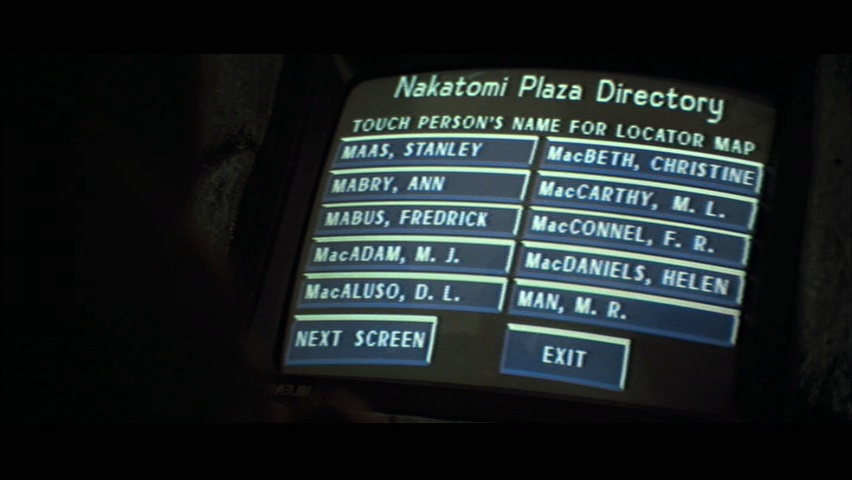 Nakatomi Plaza Directory
TOUCH PERSON'S NAME FOR LOCATOR MAP
MAAS, STANLEY
MABRY, ANN
MABUS, FREDRICK
MacADAM, M. J.
MacALUSO, D. L.
MacBETH, CHRISTINE
MacCARTHY, M. L.
MacCONNEL, F. R.
MacDANIELS, HELEN
MAN, M. R.
NEXT SCREEN
EXIT